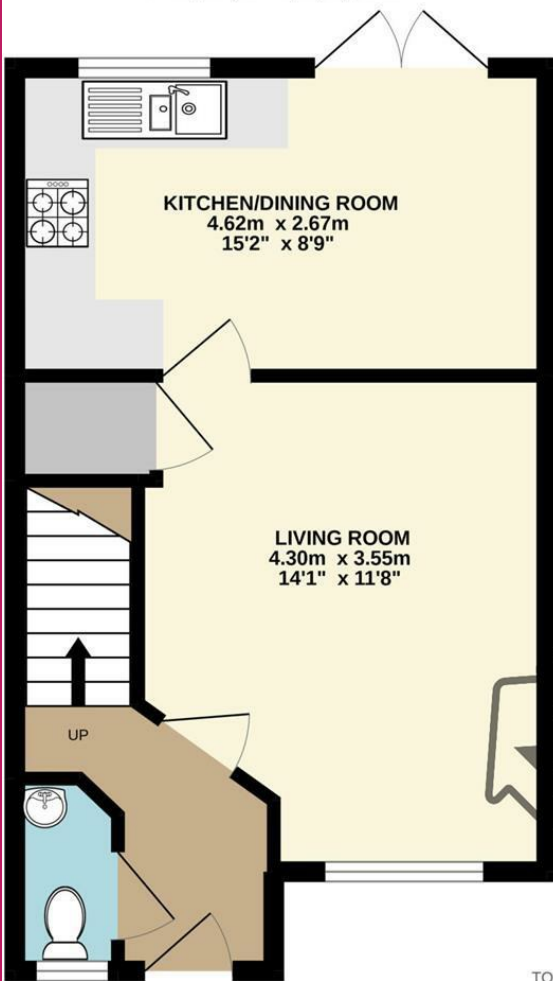 KITCHEN/DINING ROOM
4.62m x 2.67m
15'2" x 8'9"
LIVING ROOM
4.30m x 3.55m
14'1" x 11'8"
UP
TO